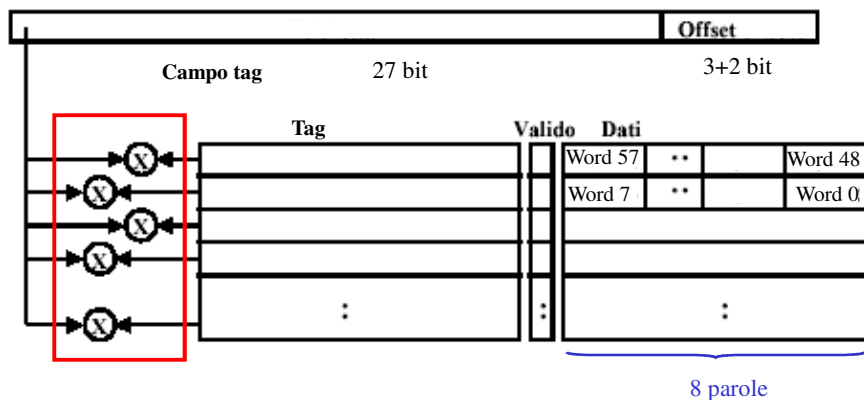 Offset
Campo tag 27 bit 3+2 bit
Tag Valido Dati
X Word 57 .. Word 48
X Word 7 .. Word 0
X
X
X : : :
8 parole